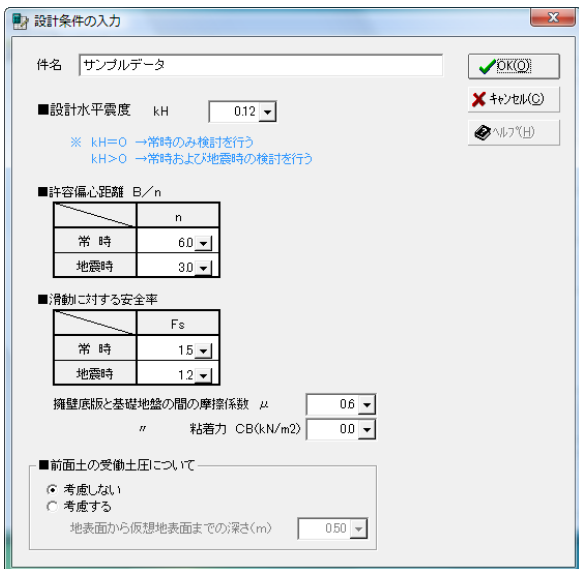 設計条件の入力
件名 サンプルデータ
OK(O)
キャンセル(C)
ヘルプ(H)
■設計水平震度 kH 0.12
※ kH=0 →常時のみ検討を行う
kH>0 →常時および地震時の検討を行う
■許容偏心距離 B/n
n
常 時 6.0
地震時 3.0
■滑動に対する安全率
Fs
常 時 1.5
地震時 1.2
擁壁底版と基礎地盤の間の摩擦係数 μ 0.6
〃 粘着力 CB(kN/m2) 0.0
■前面土の受働土圧について
考慮しない
考慮する
地表面から仮想地表面までの深さ(m) 0.50